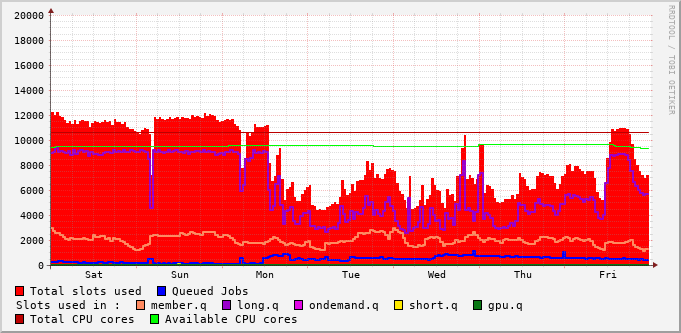 RRDTOOL / TOBI OETIKER
20000
18000
16000
14000
12000
10000
8000
6000
4000
2000
0
Sat Sun Mon Tue Wed Thu Fri
Total slots used Queued Jobs
Slots used in : member.q long.q ondemand.q short.q gpu.q
Total CPU cores Available CPU cores